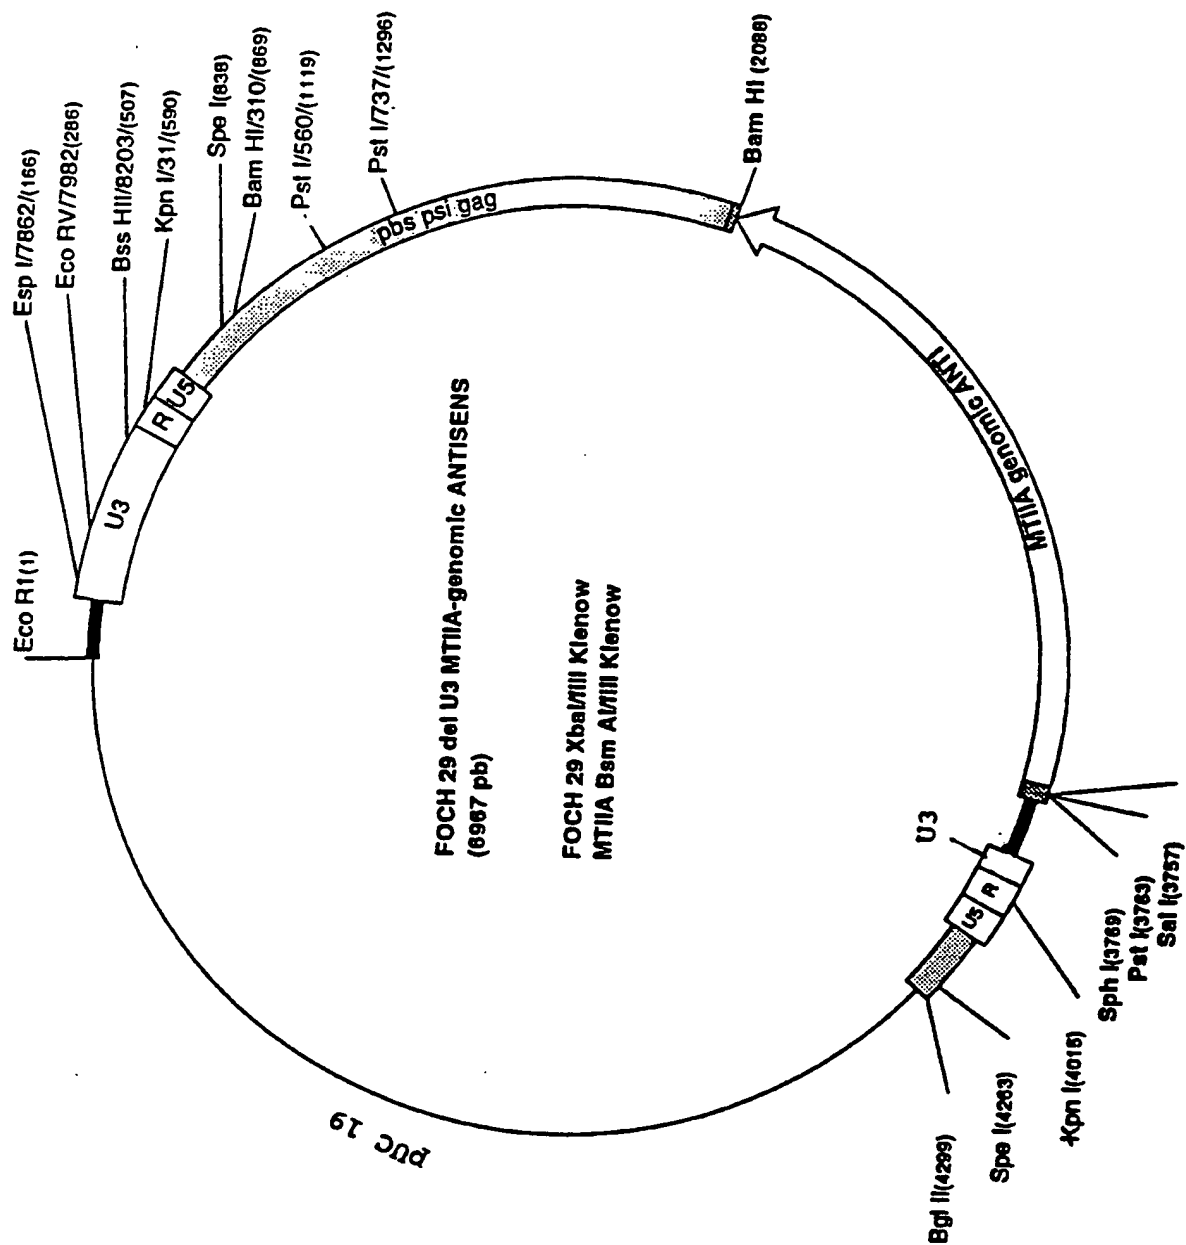 Eco R1(1)
Esp I/7862/(166)
Eco RV/7982(286)
Bss HII/8203/(507)
Kpn I/31/(590)
Spe I(838)
Bam HI/310/(869)
Pst I/560/(1119)
Pst I/737/(1296)
Bam HI (2088)
U3
R
U5
pbs psi gag
MTIIA genomic ANTI
FOCH 29 del U3 MTIIA-genomic ANTISENS
(6967 pb)
FOCH 29 XbaI/fIII Klenow
MTIIA Bsm AI/fIII Klenow
U3
R
U5
Sal I(3757)
Pst I(3763)
Sph I(3769)
Kpn I(4015)
Spe I(4263)
Bgl II(4299)
pUC 19